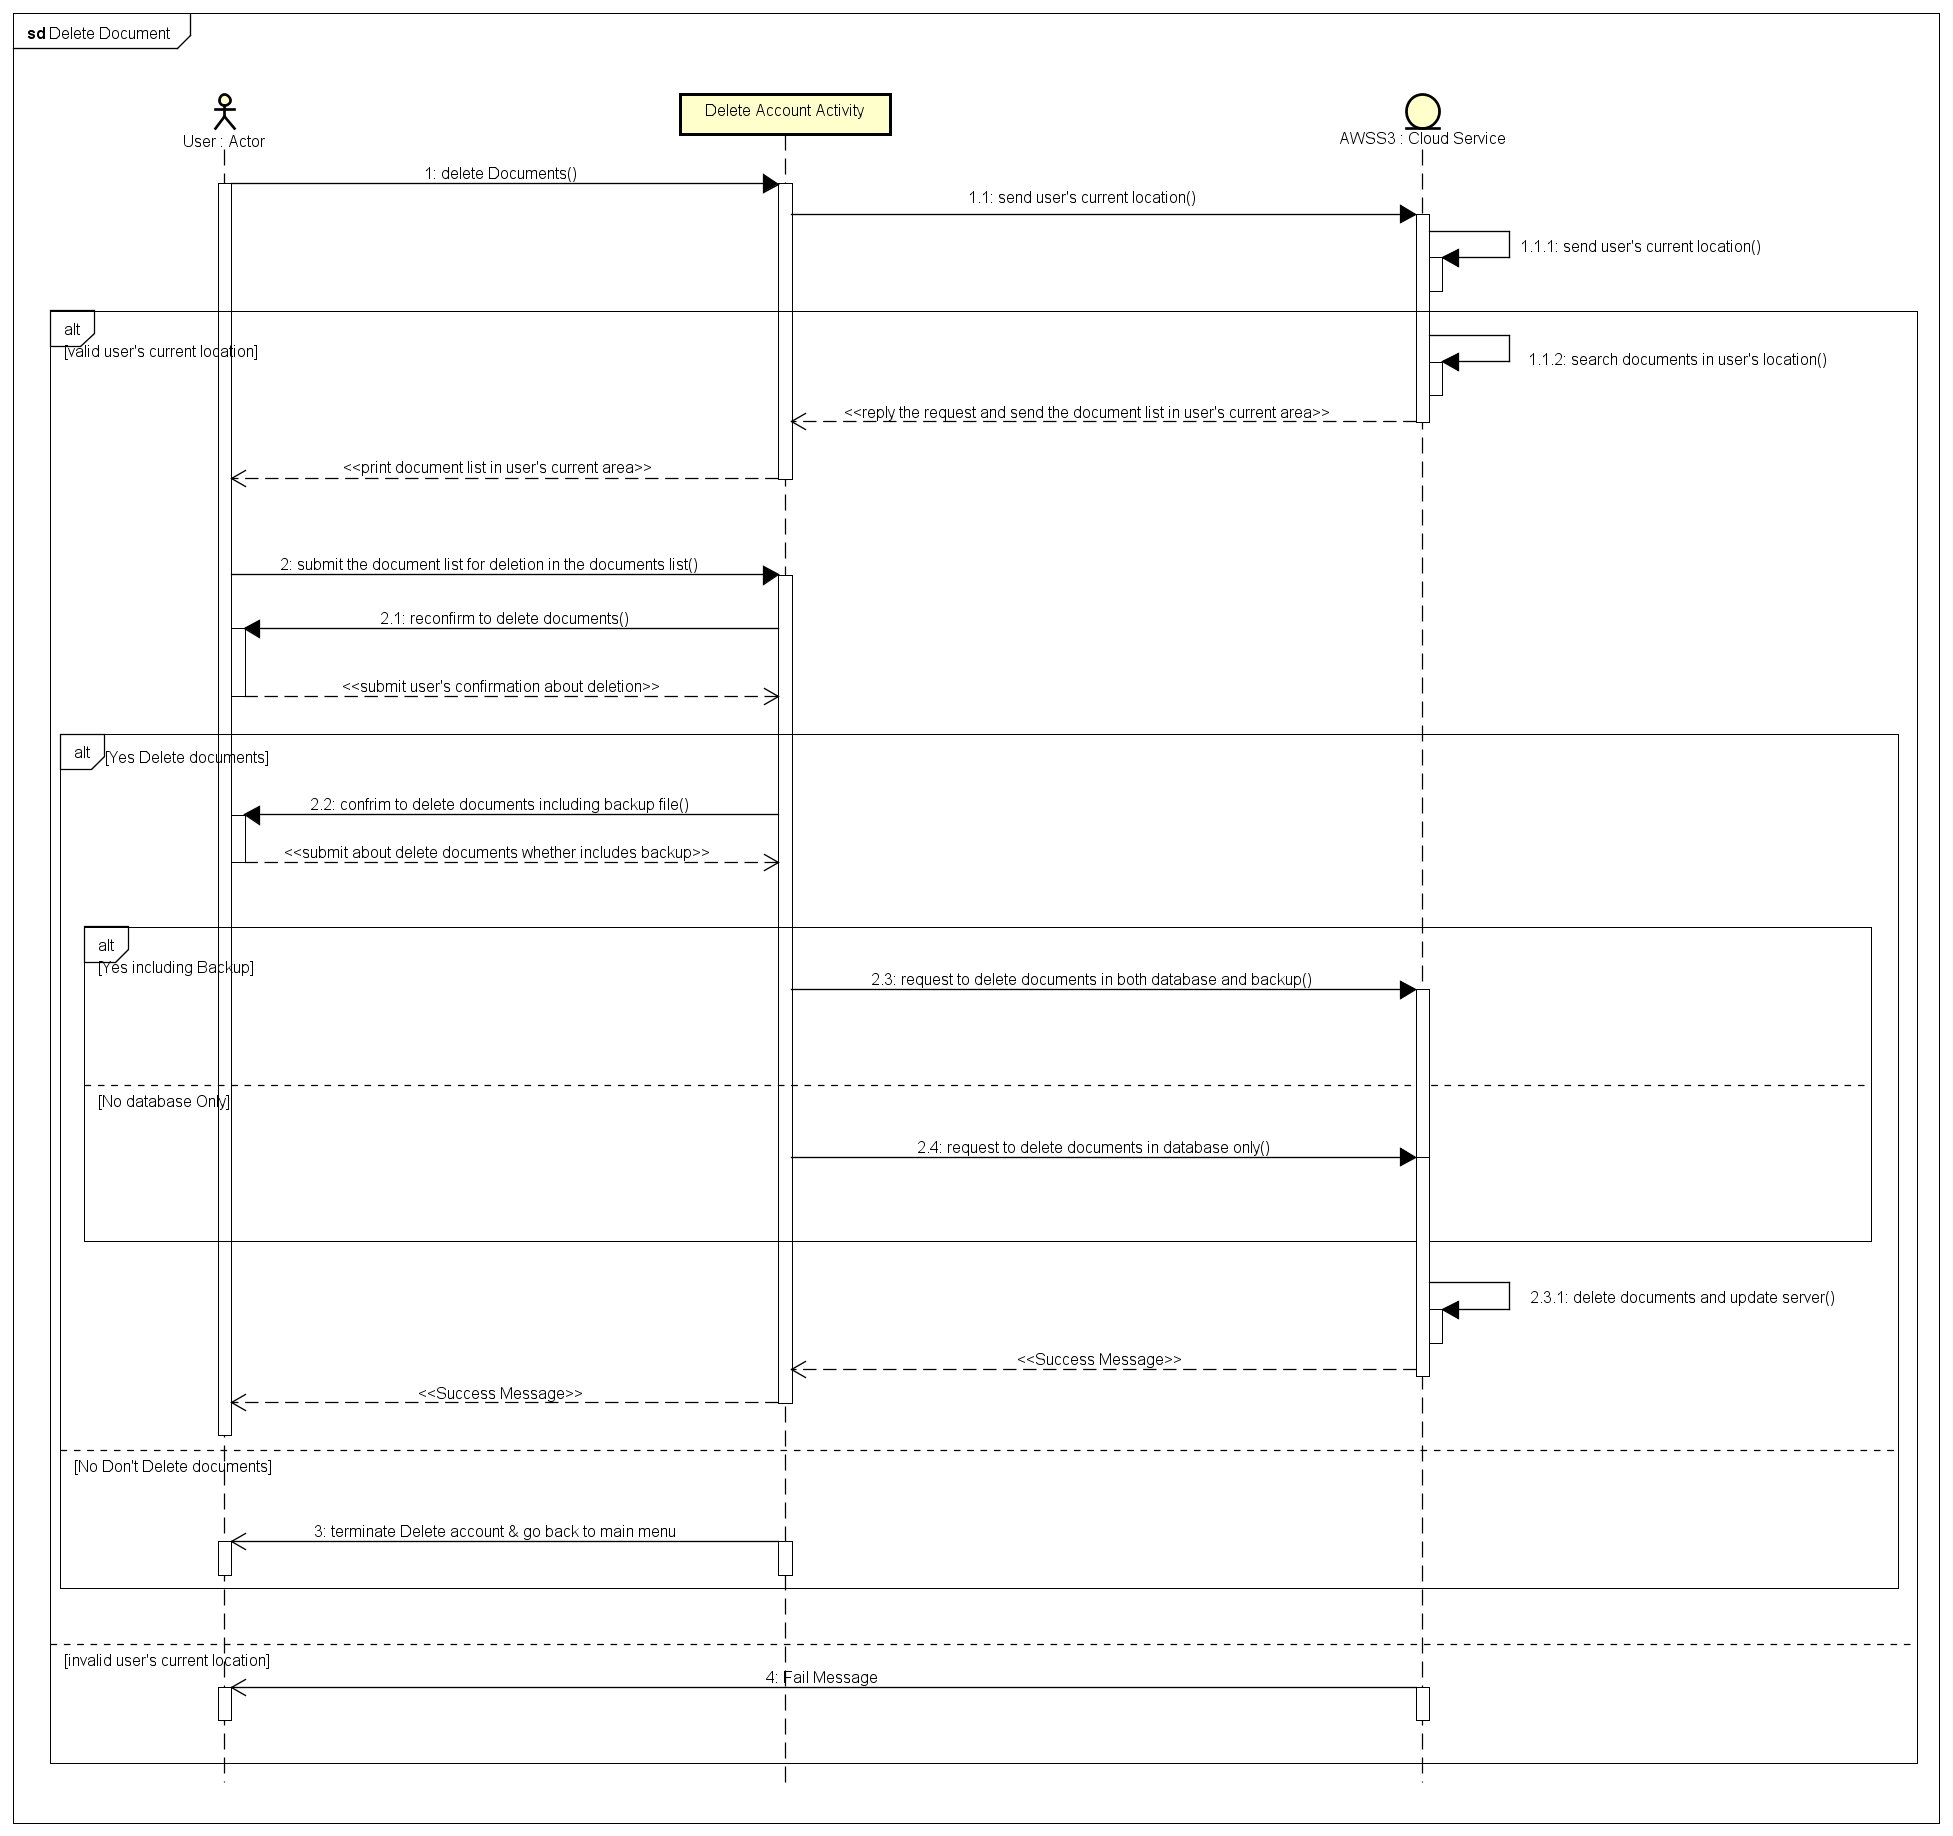 sd Delete Document
User : Actor
Delete Account Activity
AWSS3 : Cloud Service
1: delete Documents()
1.1: send user's current location()
1.1.1: send user's current location()
alt
[valid user's current location]
1.1.2: search documents in user's location()
<<reply the request and send the document list in user's current area>>
<<print document list in user's current area>>
2: submit the document list for deletion in the documents list()
2.1: reconfirm to delete documents()
<<submit user's confirmation about deletion>>
alt
[Yes Delete documents]
2.2: confrim to delete documents including backup file()
<<submit about delete documents whether includes backup>>
alt
[Yes including Backup]
2.3: request to delete documents in both database and backup()
[No database Only]
2.4: request to delete documents in database only()
2.3.1: delete documents and update server()
<<Success Message>>
<<Success Message>>
[No Don't Delete documents]
3: terminate Delete account & go back to main menu
[invalid user's current location]
4: Fail Message